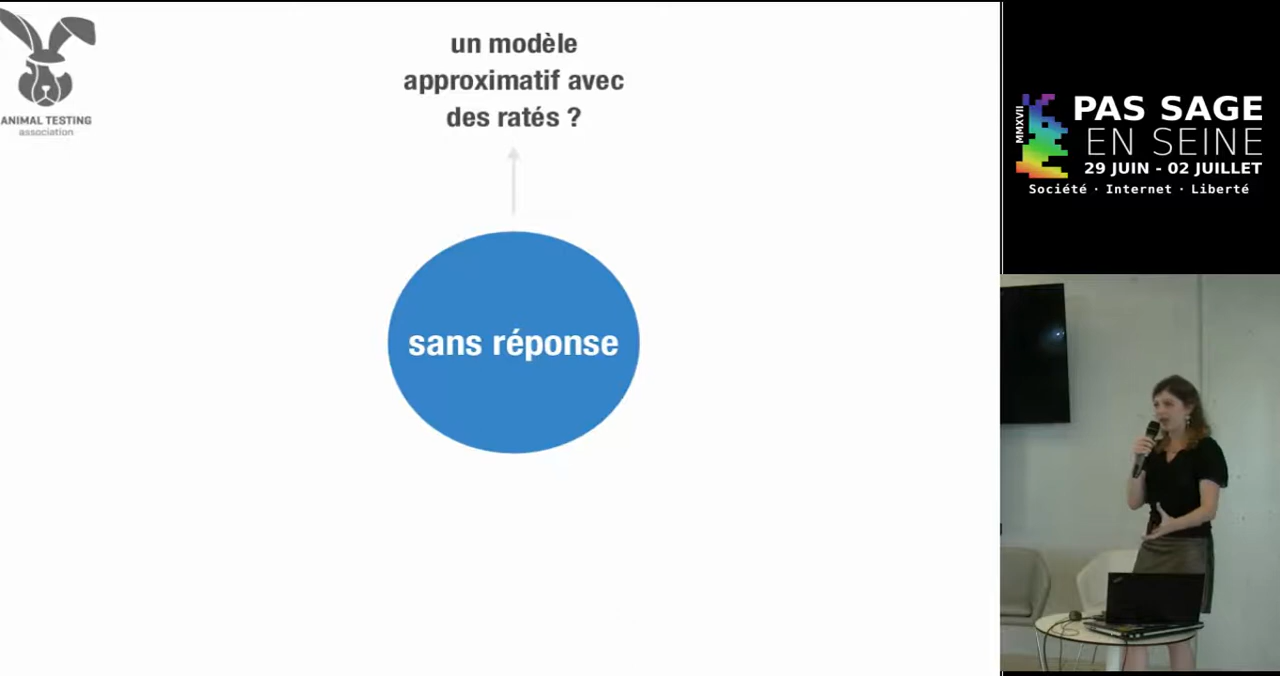 ANIMAL TESTING
association
un modèle
approximatif avec
des ratés ?
sans réponse
MMXVII
PAS SAGE
EN SEINE
29 JUIN - 02 JUILLET
Société · Internet · Liberté